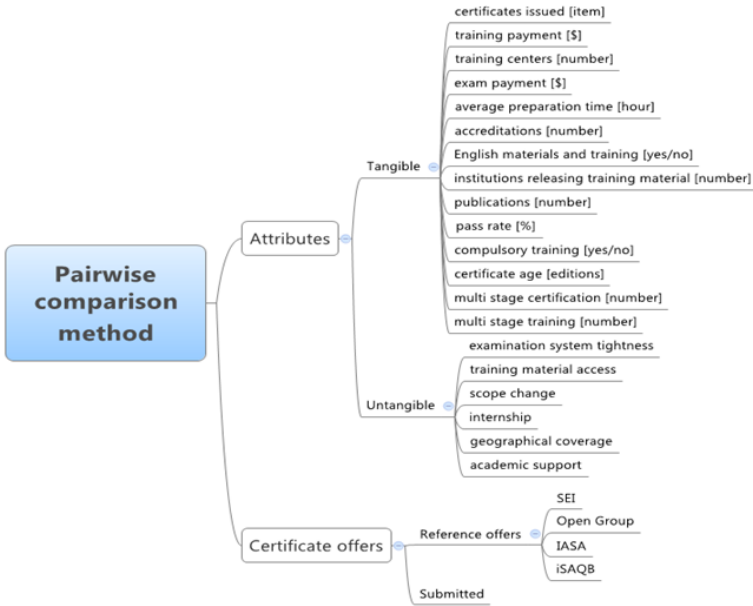 certificates issued [item]
training payment [$]
training centers [number]
exam payment [$]
average preparation time [hour]
accreditations [number]
Tangible
English materials and training [yes/no]
institutions releasing training material [number]
publications [number]
pass rate [%]
Attributes
compulsory training [yes/no]
certificate age [editions]
multi stage certification [number]
multi stage training [number]
Pairwise
comparison
method
examination system tightness
training material access
scope change
Untangible
internship
geographical coverage
academic support
SEI
Open Group
Reference offers
Certificate offers
IASA
iSAQB
Submitted